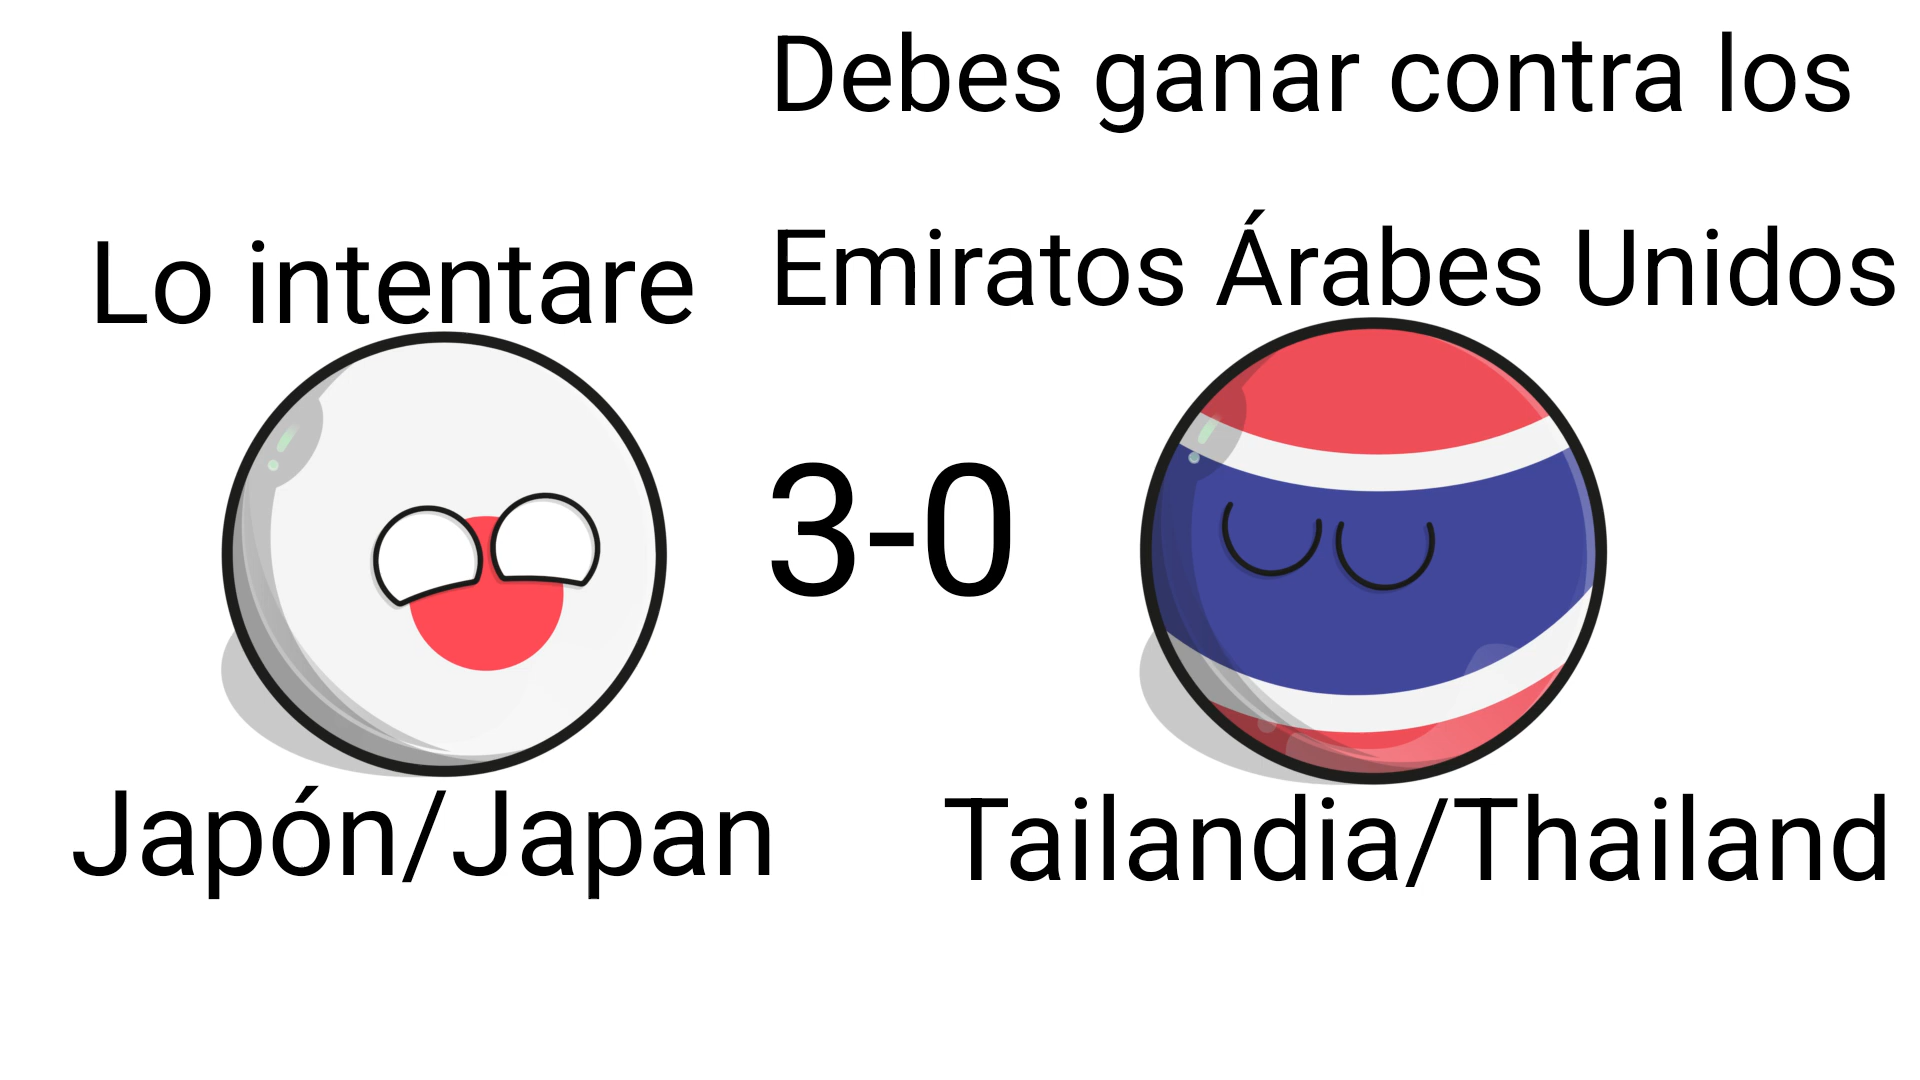 Debes ganar contra los
Emiratos Árabes Unidos
Lo intentare
3-0
Japón/Japan
Tailandia/Thailand